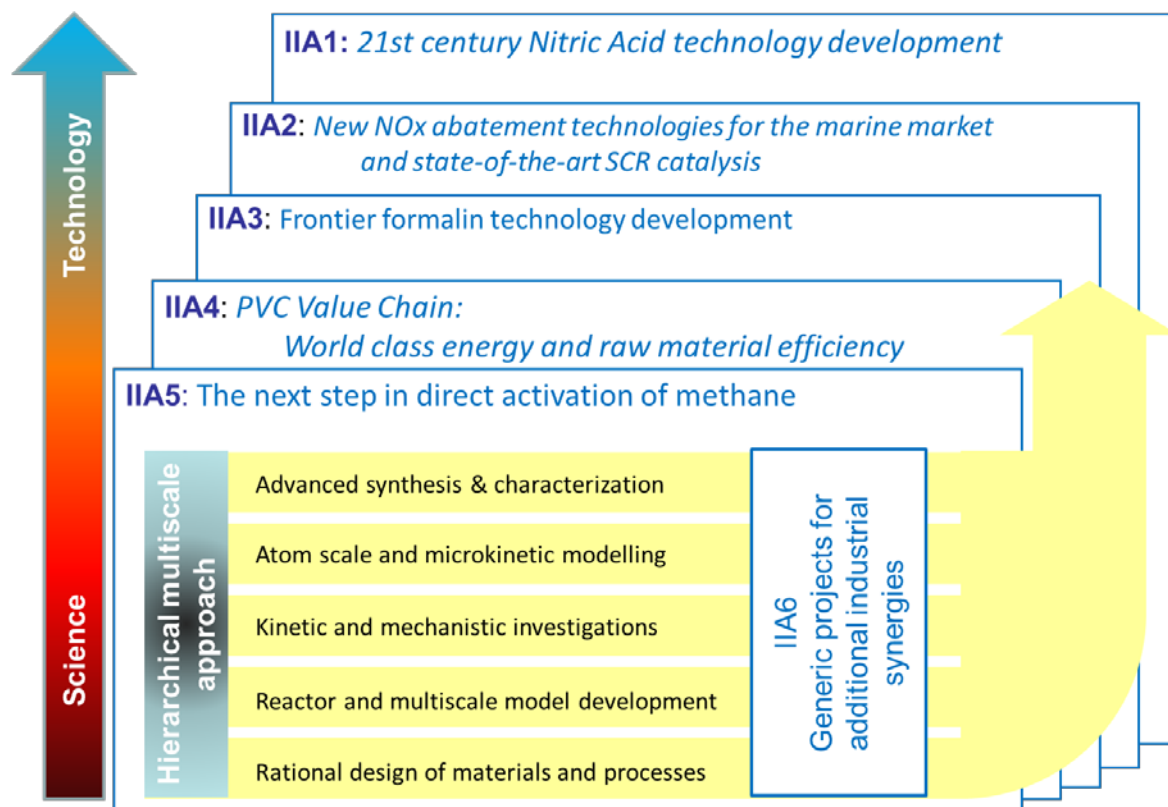 IIA1: 21st century Nitric Acid technology development
IIA2: New NOx abatement technologies for the marine market
and state-of-the-art SCR catalysis
IIA3: Frontier formalin technology development
IIA4: PVC Value Chain:
World class energy and raw material efficiency
IIA5: The next step in direct activation of methane
Technology
Science
Hierarchical multiscale
approach
Advanced synthesis & characterization
Atom scale and microkinetic modelling
Kinetic and mechanistic investigations
Reactor and multiscale model development
Rational design of materials and processes
IIA6
Generic projects for
additional industrial
synergies